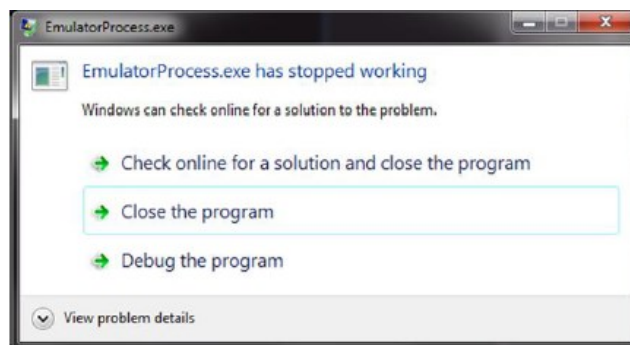 EmulatorProcess.exe
EmulatorProcess.exe has stopped working
Windows can check online for a solution to the problem.
Check online for a solution and close the program
Close the program
Debug the program
View problem details